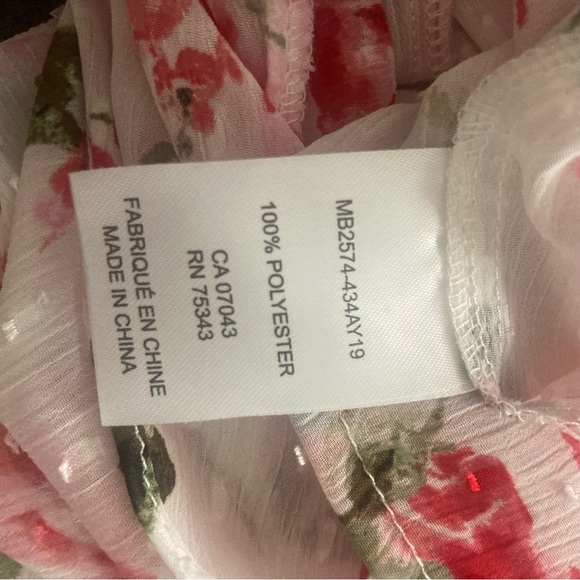 MB2574-434AY19
100% POLYESTER
CA 07043
RN 75343
FABRIQUÉ EN CHINE
MADE IN CHINA